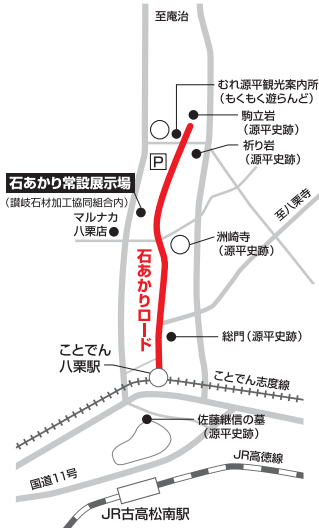 至庵治
むれ源平観光案内所
(もくもく遊らんど)
駒立岩
(源平史跡)
P
祈り岩
(源平史跡)
石あかり常設展示場
(讃岐石材加工協同組合内)
マルナカ
八栗店
至八栗寺
洲崎寺
(源平史跡)
石あかりロード
総門(源平史跡)
ことでん
八栗駅
ことでん志度線
佐藤継信の墓
(源平史跡)
国道11号
JR高徳線
JR古高松南駅